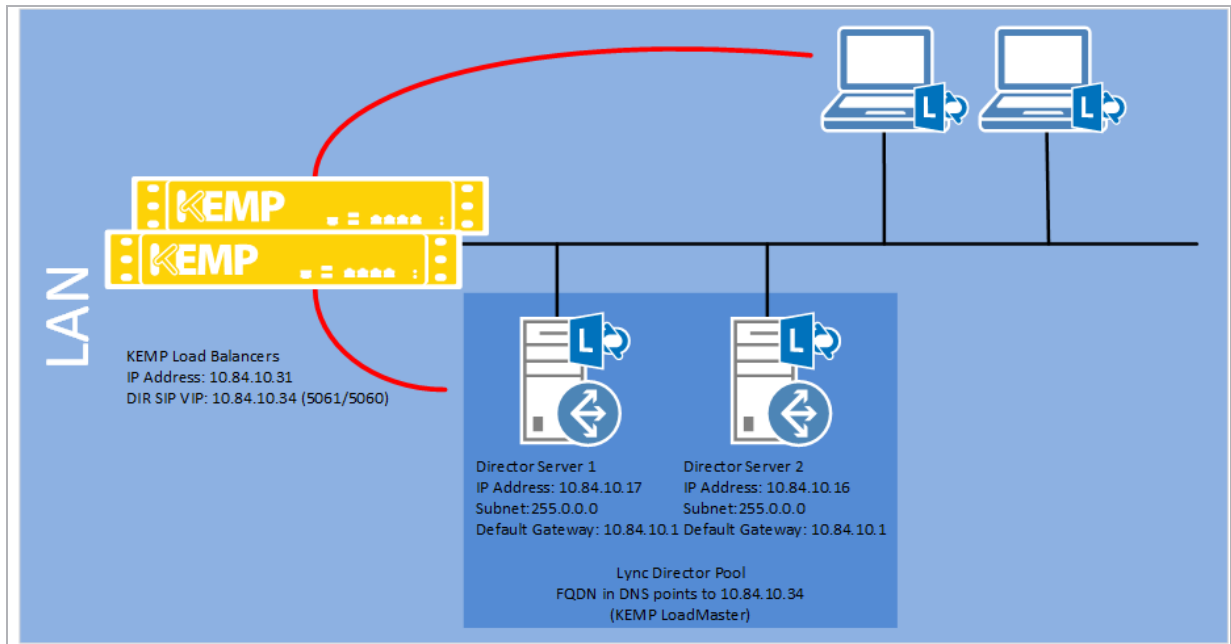 LAN
KEMP
KEMP
KEMP Load Balancers
IP Address: 10.84.10.31
DIR SIP VIP: 10.84.10.34 (5061/5060)
L
L
L
L
Director Server 1
IP Address: 10.84.10.17
Subnet:255.0.0.0
Default Gateway: 10.84.10.1
Director Server 2
IP Address: 10.84.10.16
Subnet:255.0.0.0
Default Gateway: 10.84.10.1
Lync Director Pool
FQDN in DNS points to 10.84.10.34
(KEMP LoadMaster)